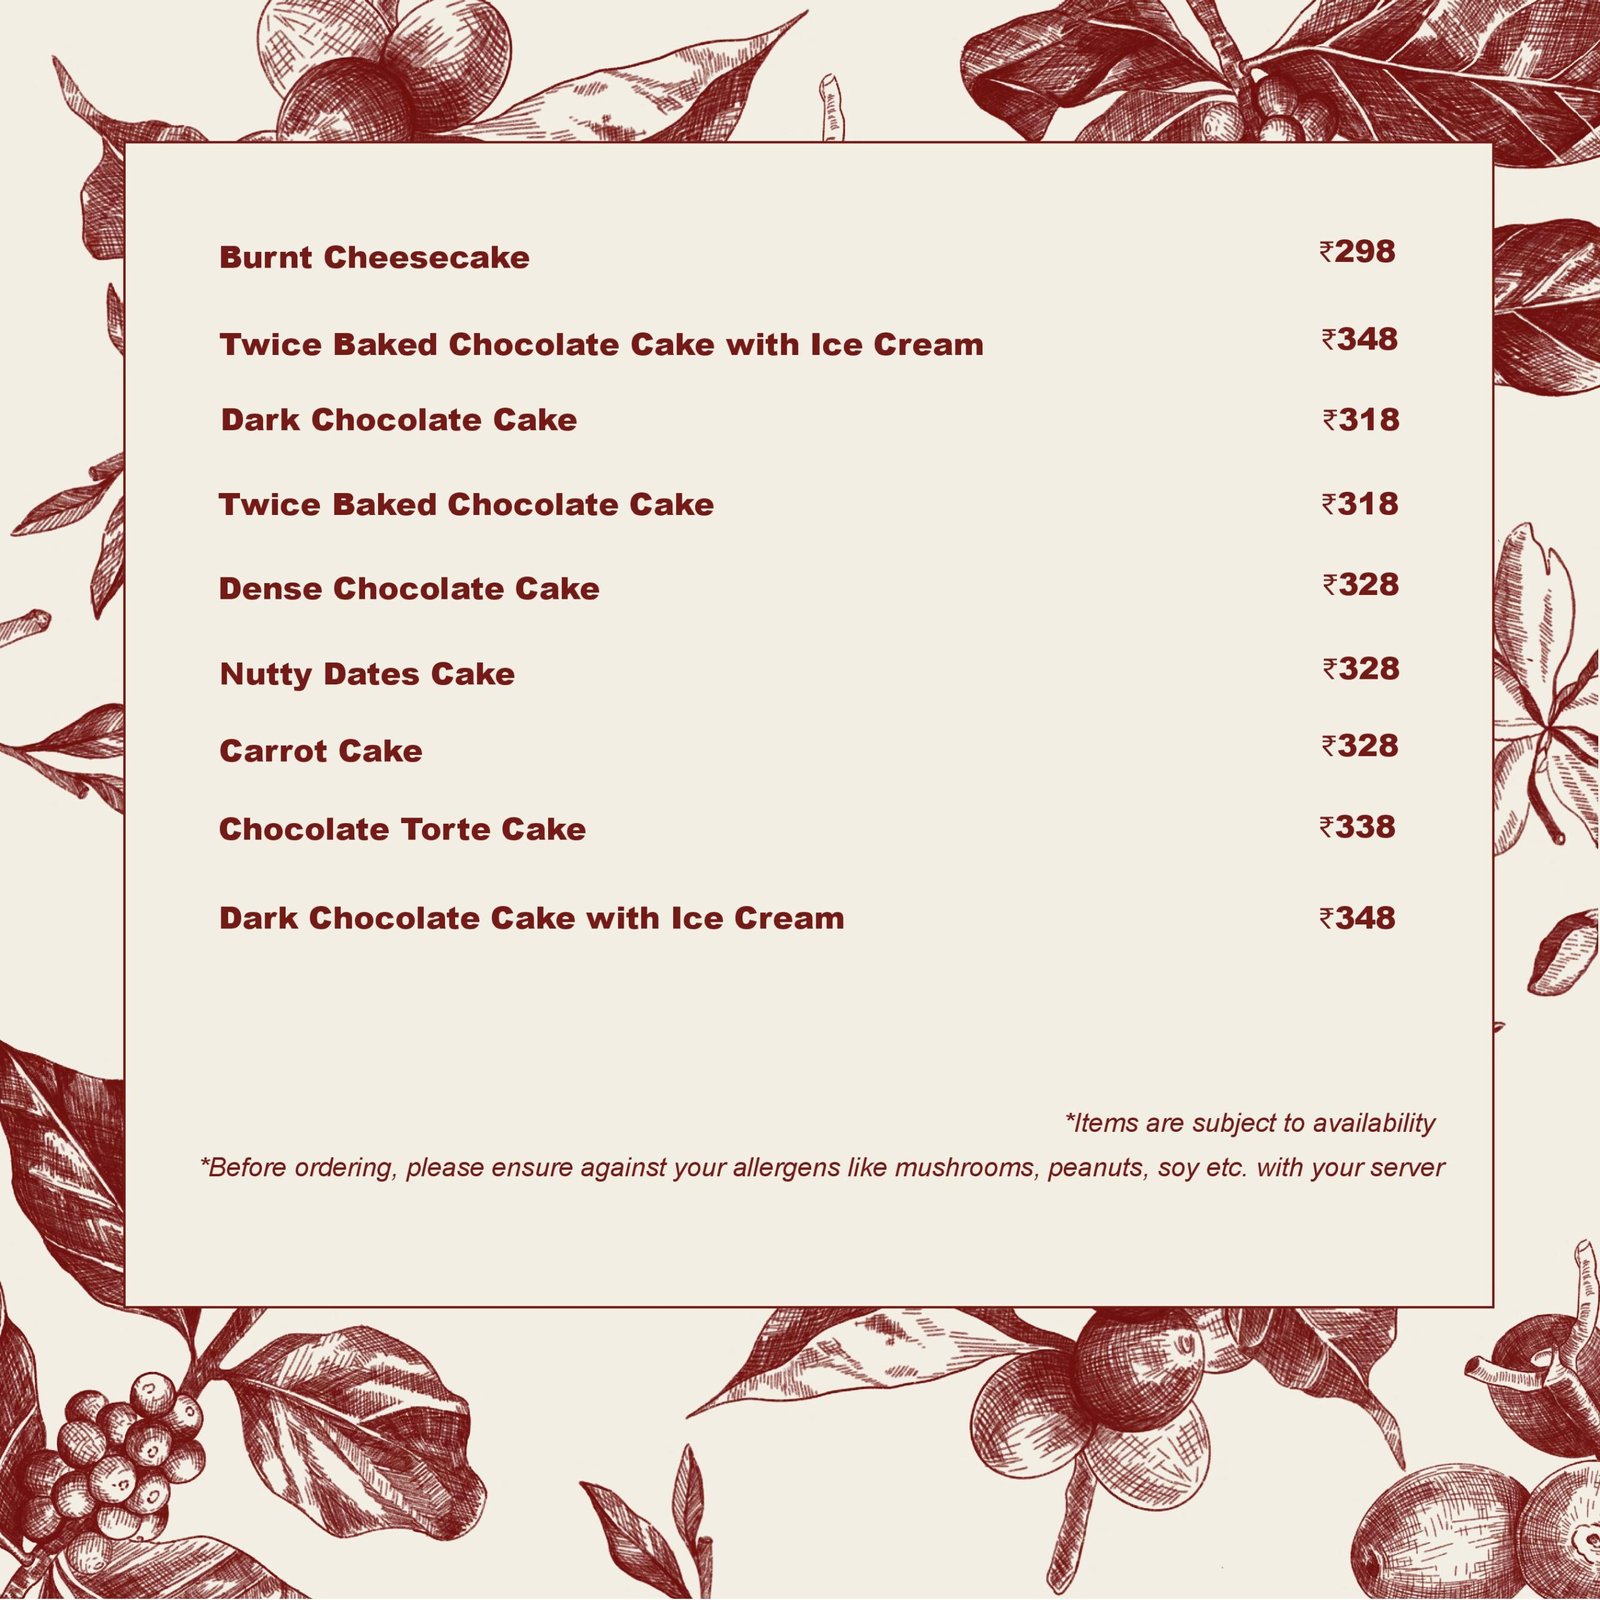 Burnt Cheesecake ₹298
Twice Baked Chocolate Cake with Ice Cream ₹348
Dark Chocolate Cake ₹318
Twice Baked Chocolate Cake ₹318
Dense Chocolate Cake ₹328
Nutty Dates Cake ₹328
Carrot Cake ₹328
Chocolate Torte Cake ₹338
Dark Chocolate Cake with Ice Cream ₹348
*Items are subject to availability
*Before ordering, please ensure against your allergens like mushrooms, peanuts, soy etc. with your server